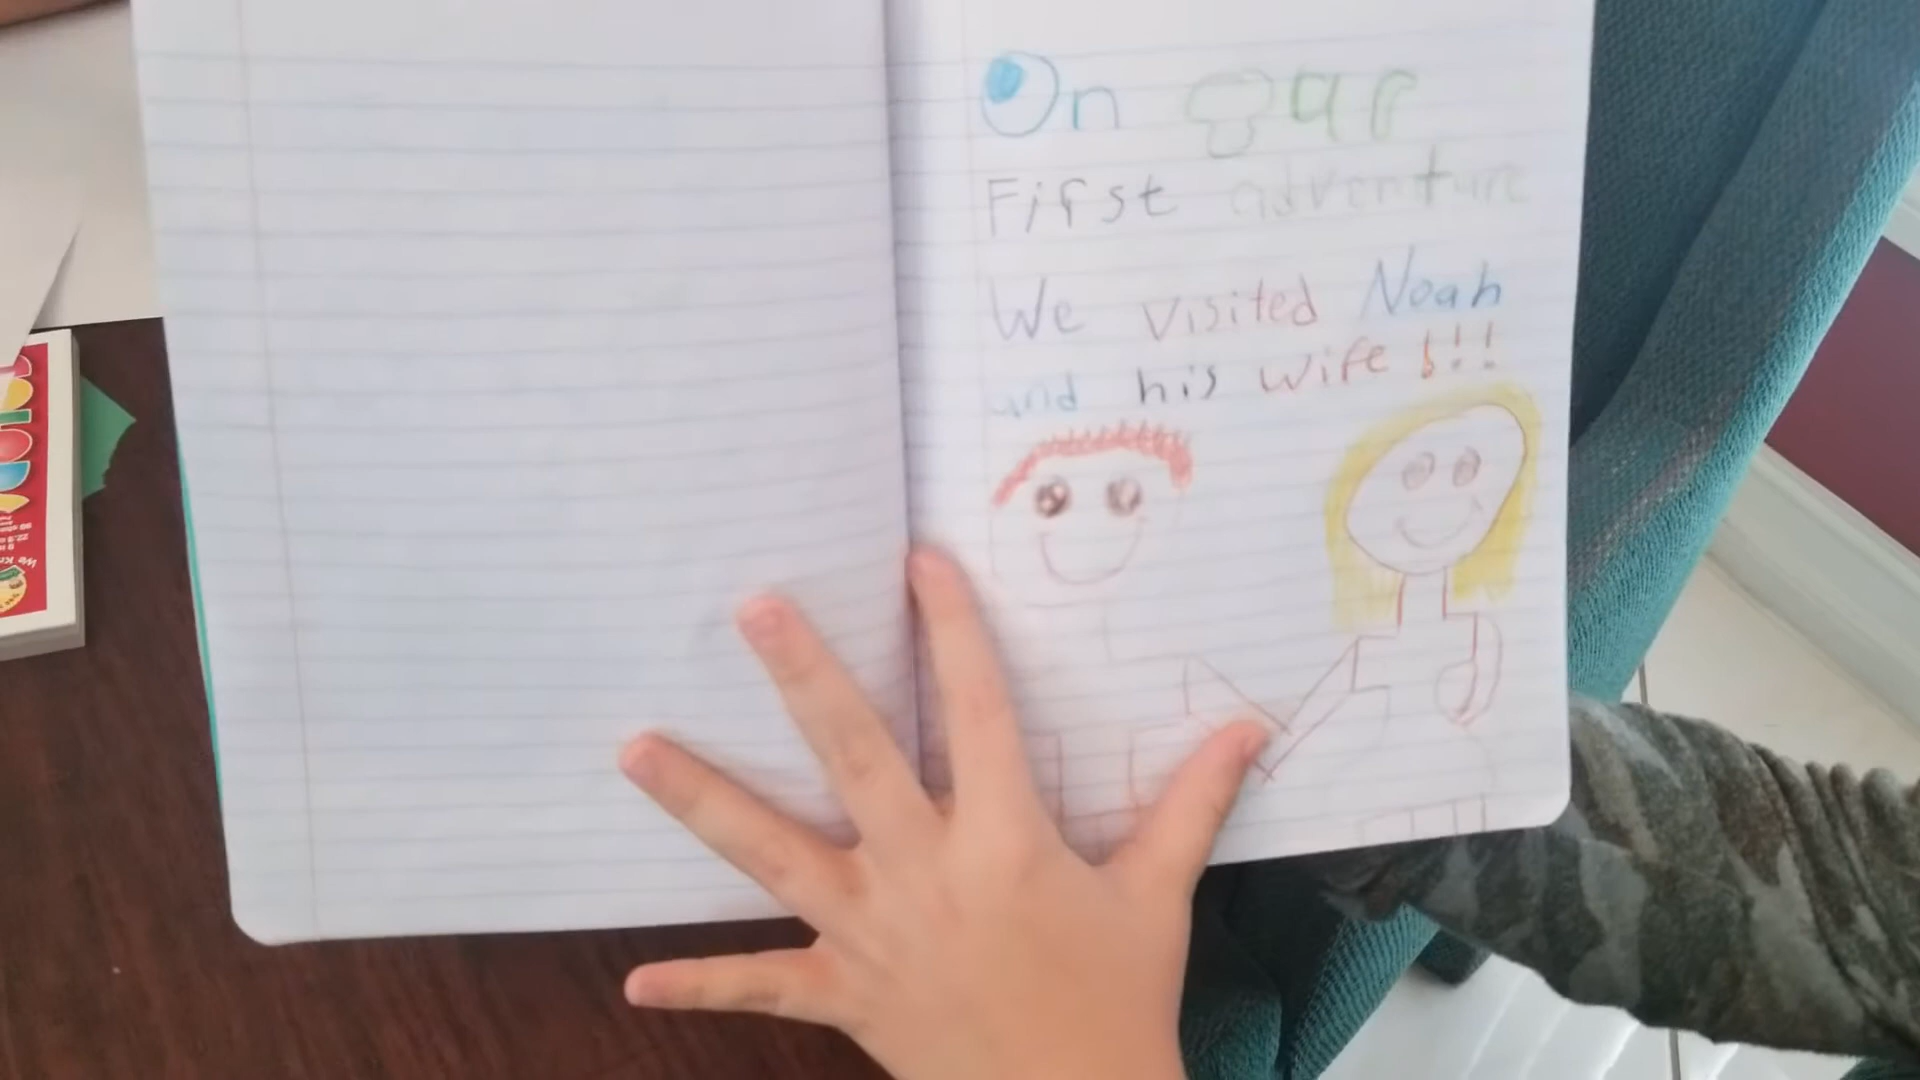 On our
First adventure
We visited Noah
and his wife !!!